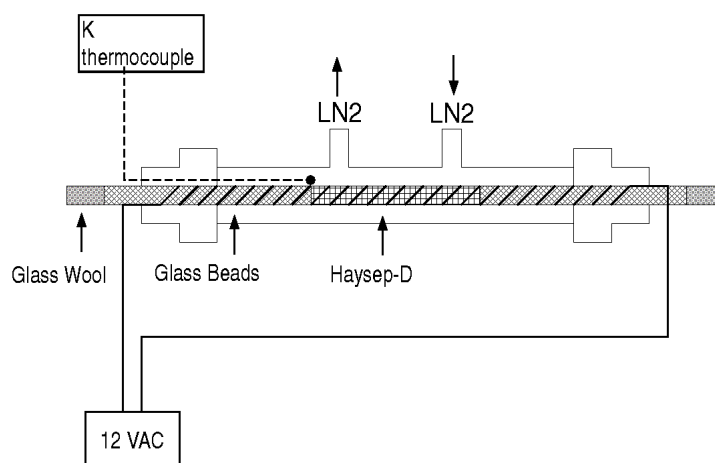 K
thermocouple
LN2
LN2
Glass Wool
Glass Beads
Haysep-D
12 VAC